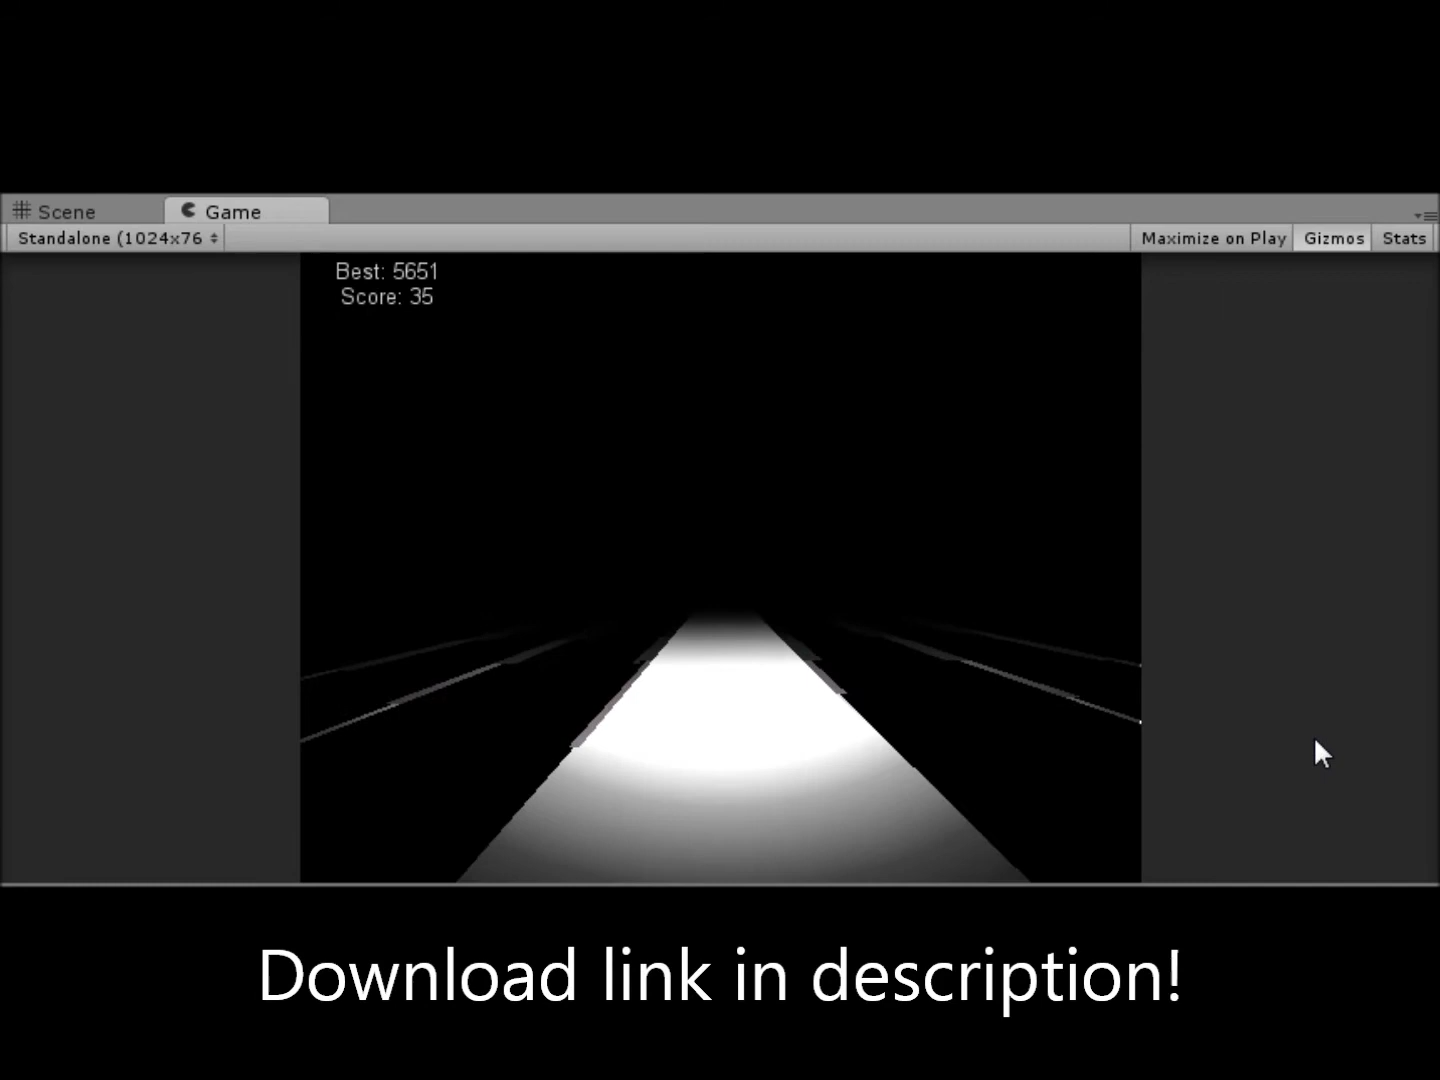 Scene
Game
Standalone (1024x76
Maximize on Play
Gizmos
Stats
Best: 5651
Score: 35
Download link in description!